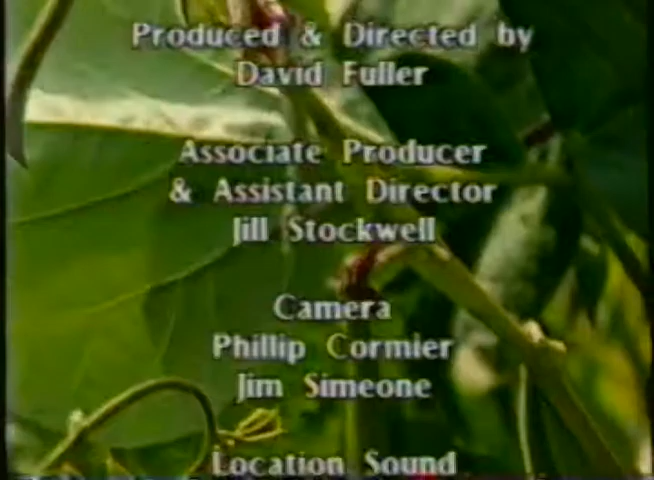 Produced & Directed by
David Fuller
Associate Producer
& Assistant Director
Jill Stockwell
Camera
Phillip Cormier
Jim Simeone
Location Sound